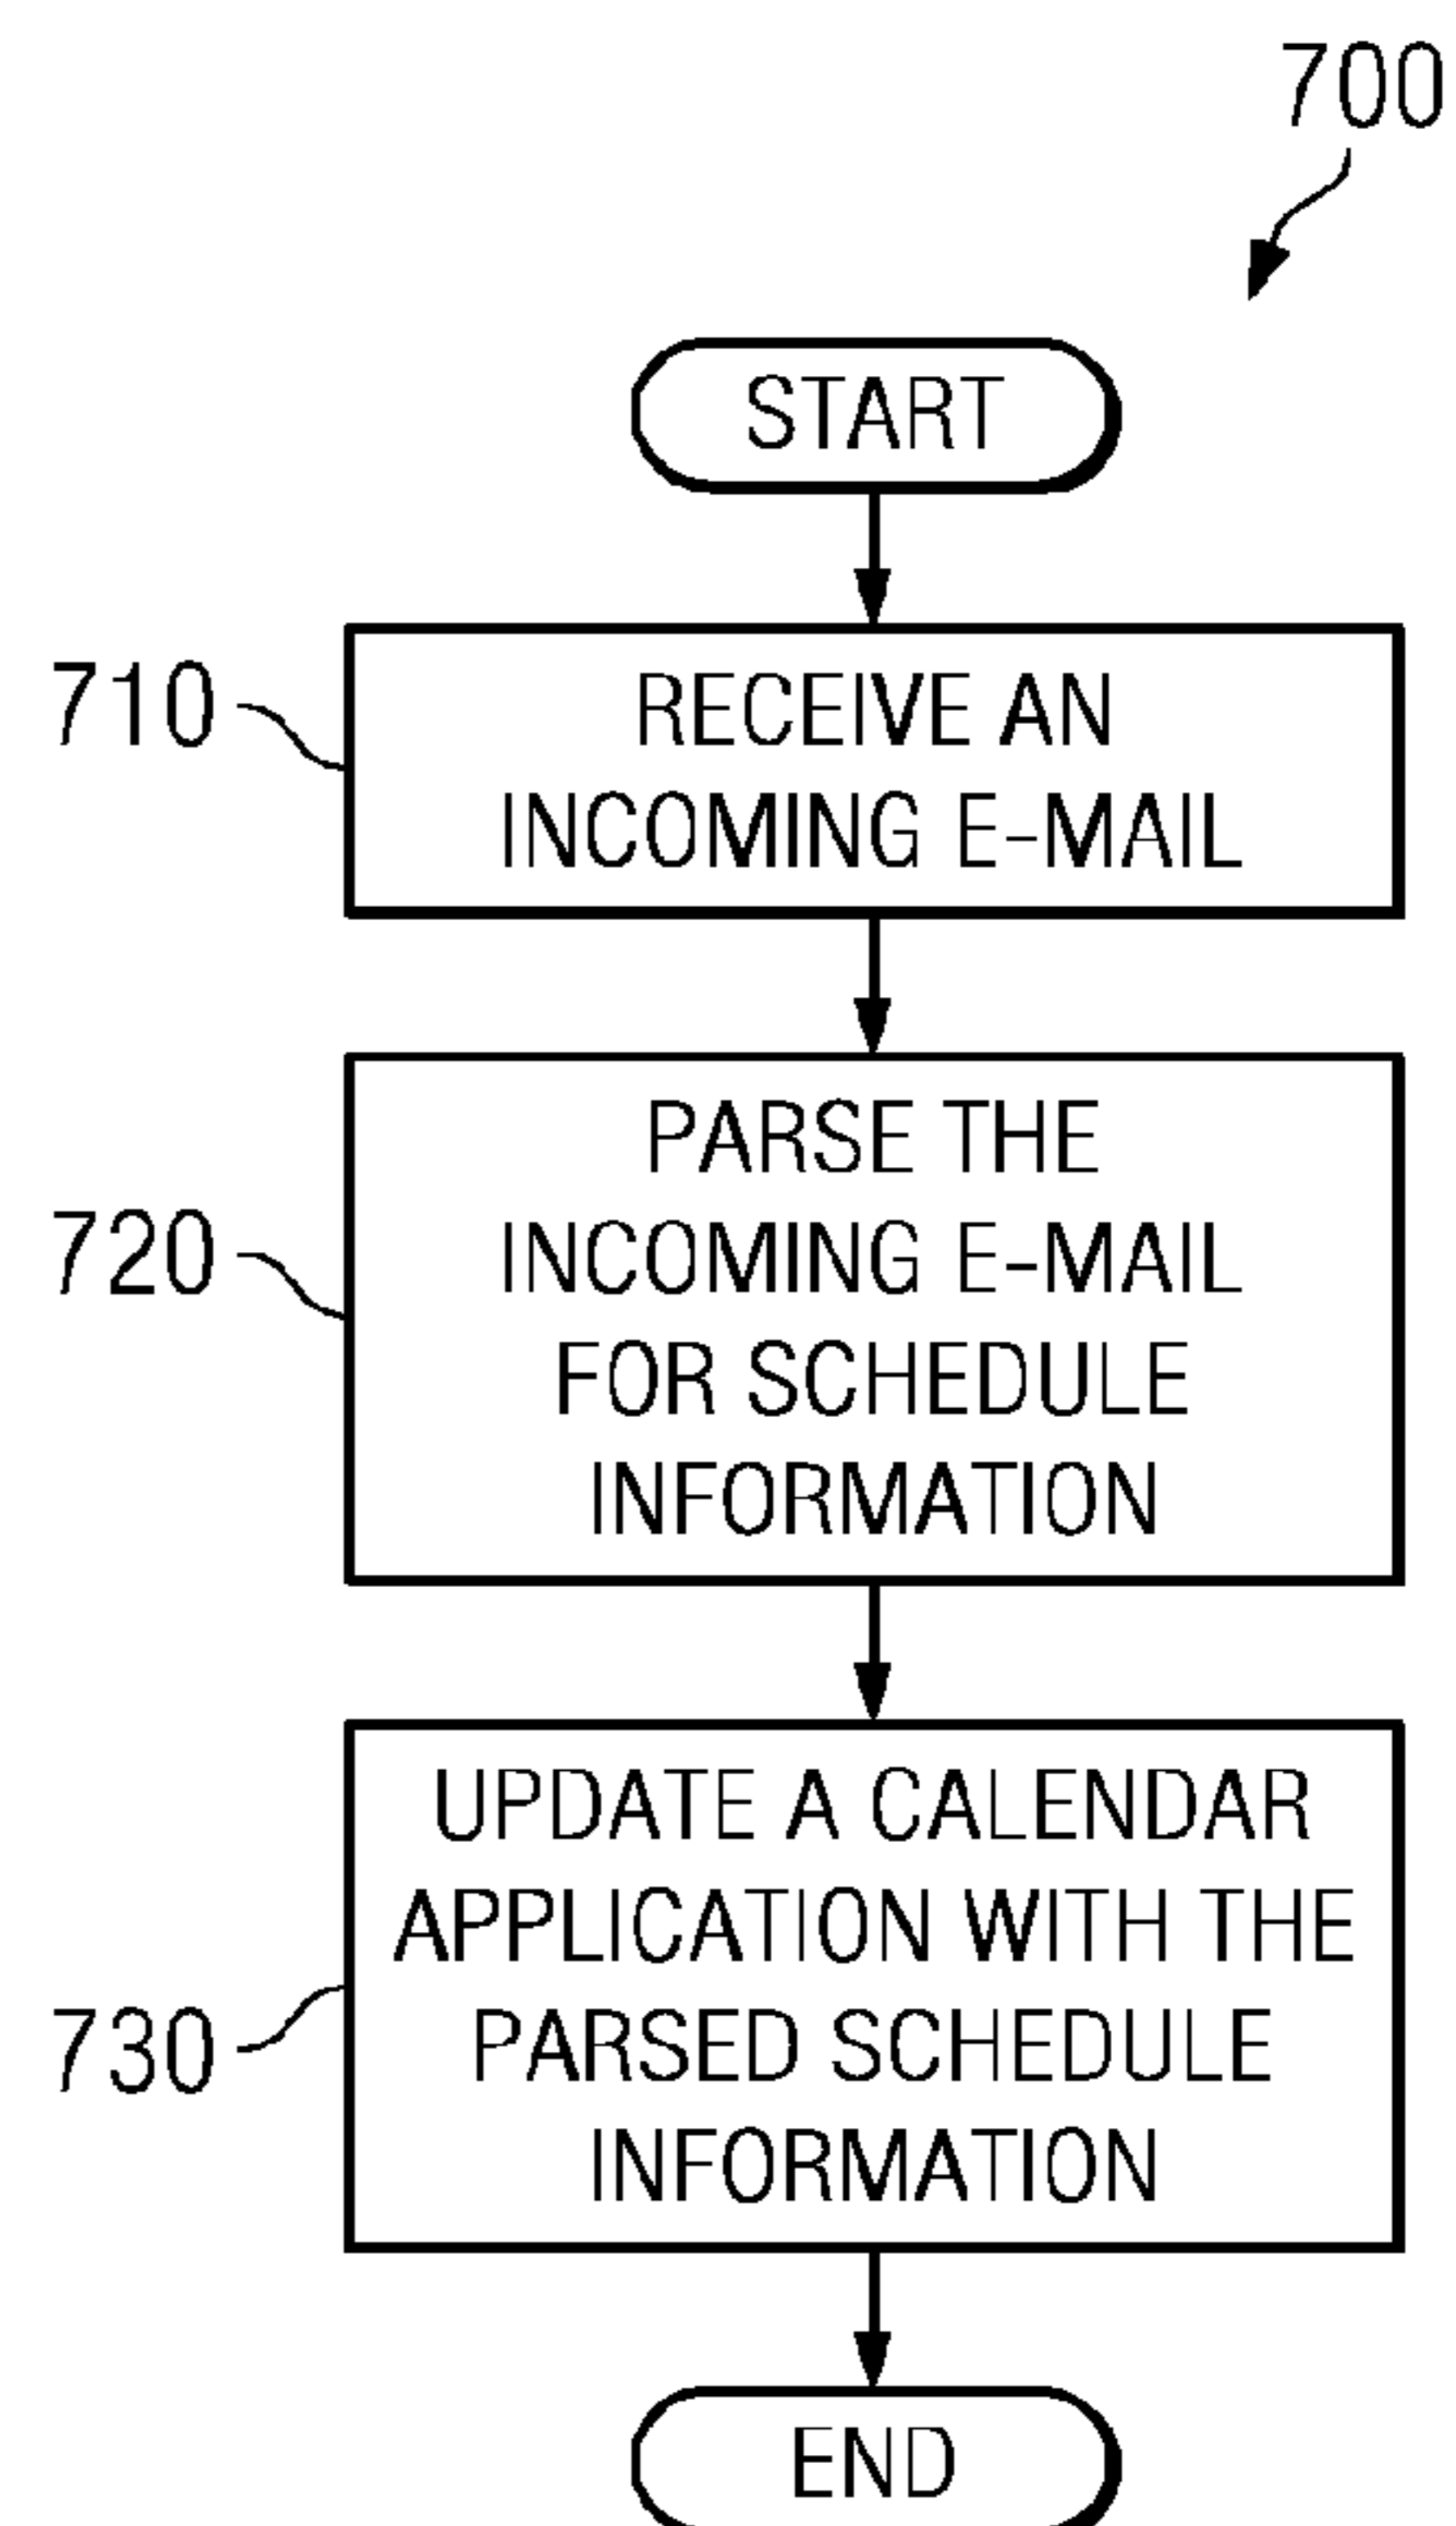 700
START
710
RECEIVE AN
INCOMING E-MAIL
720
PARSE THE
INCOMING E-MAIL
FOR SCHEDULE
INFORMATION
730
UPDATE A CALENDAR
APPLICATION WITH THE
PARSED SCHEDULE
INFORMATION
END